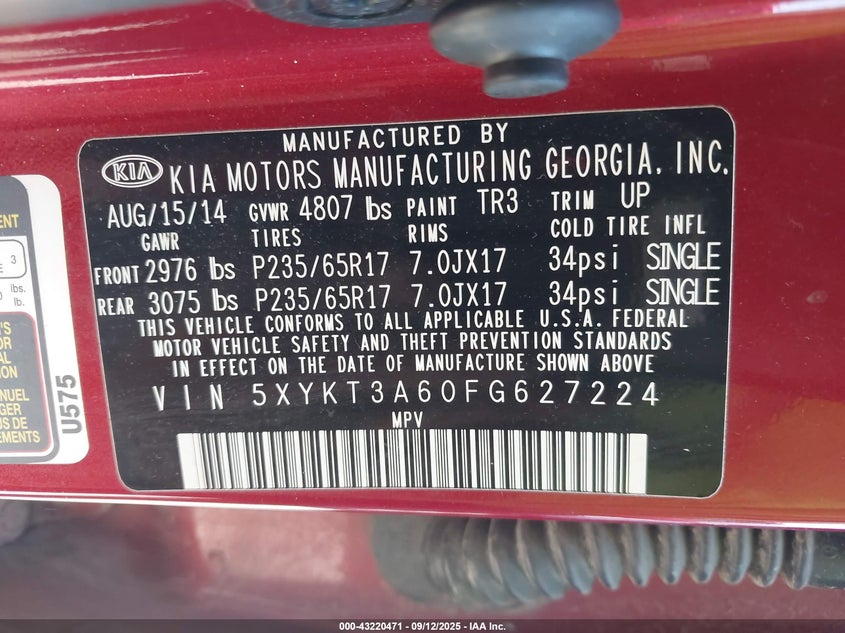 MANUFACTURED BY
KIA KIA MOTORS MANUFACTURING GEORGIA, INC.
AUG/15/14 GVWR 4807 lbs PAINT TR3 TRIM UP
GAWR TIRES RIMS COLD TIRE INFL
FRONT 2976 lbs P235/65R17 7.0JX17 34psi SINGLE
REAR 3075 lbs P235/65R17 7.0JX17 34psi SINGLE
THIS VEHICLE CONFORMS TO ALL APPLICABLE U.S.A. FEDERAL
MOTOR VEHICLE SAFETY AND THEFT PREVENTION STANDARDS
IN EFFECT ON THE DATE OF MANUFACTURE SHOWN ABOVE
VIN 5XYKT3A60FG627224
MPV
3
lbs.
U575
000-43220471 - 09/12/2025 - IAA Inc.